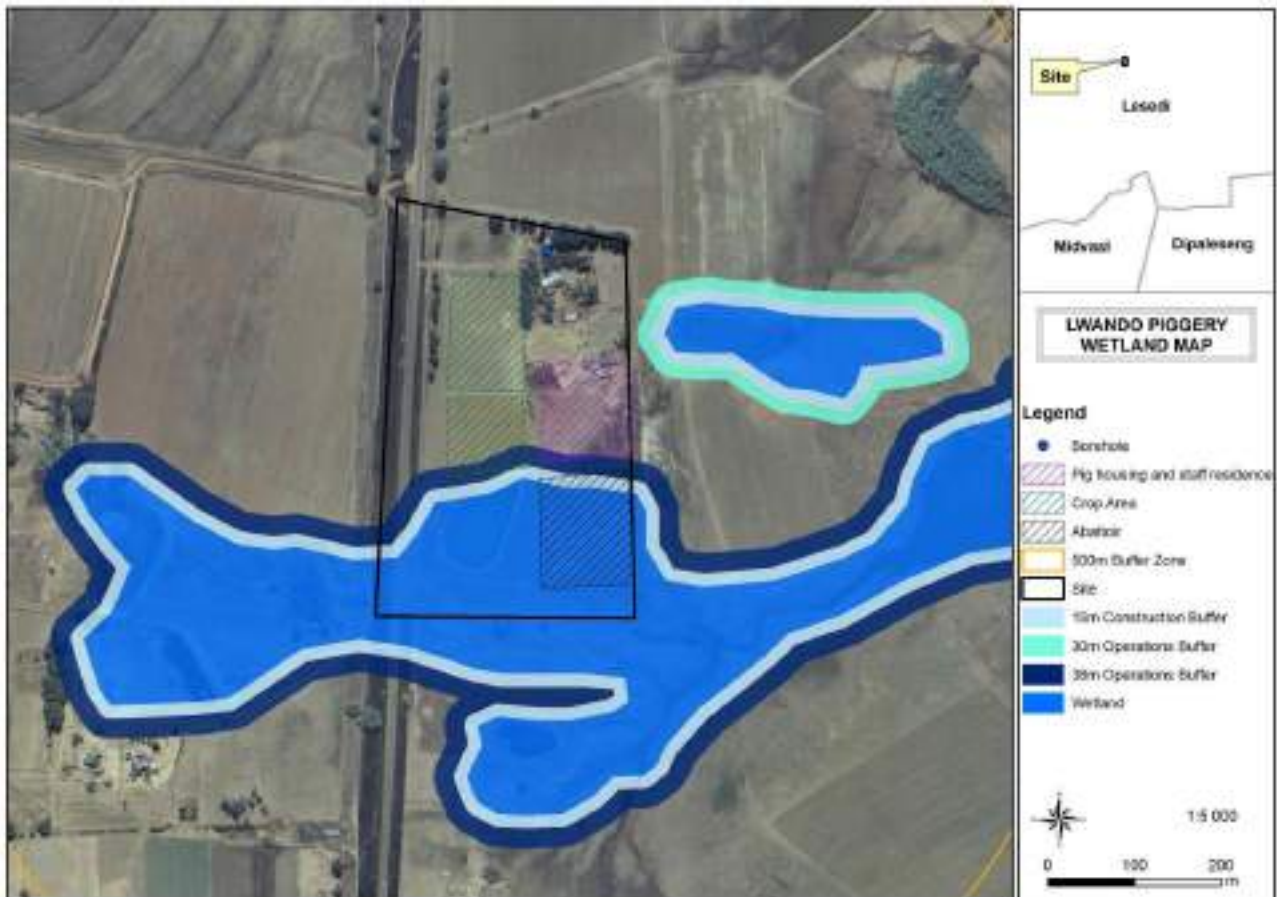 Site
Lesedi
Midvaal
Dipaleseng
LWANDO PIGGERY
WETLAND MAP
Legend
Borehole
Pig housing and staff residence
Crop Area
Abattoir
500m Buffer Zone
Site
15m Construction Buffer
30m Operations Buffer
38m Operations Buffer
Wetland
1:5 000
0 100 200
m